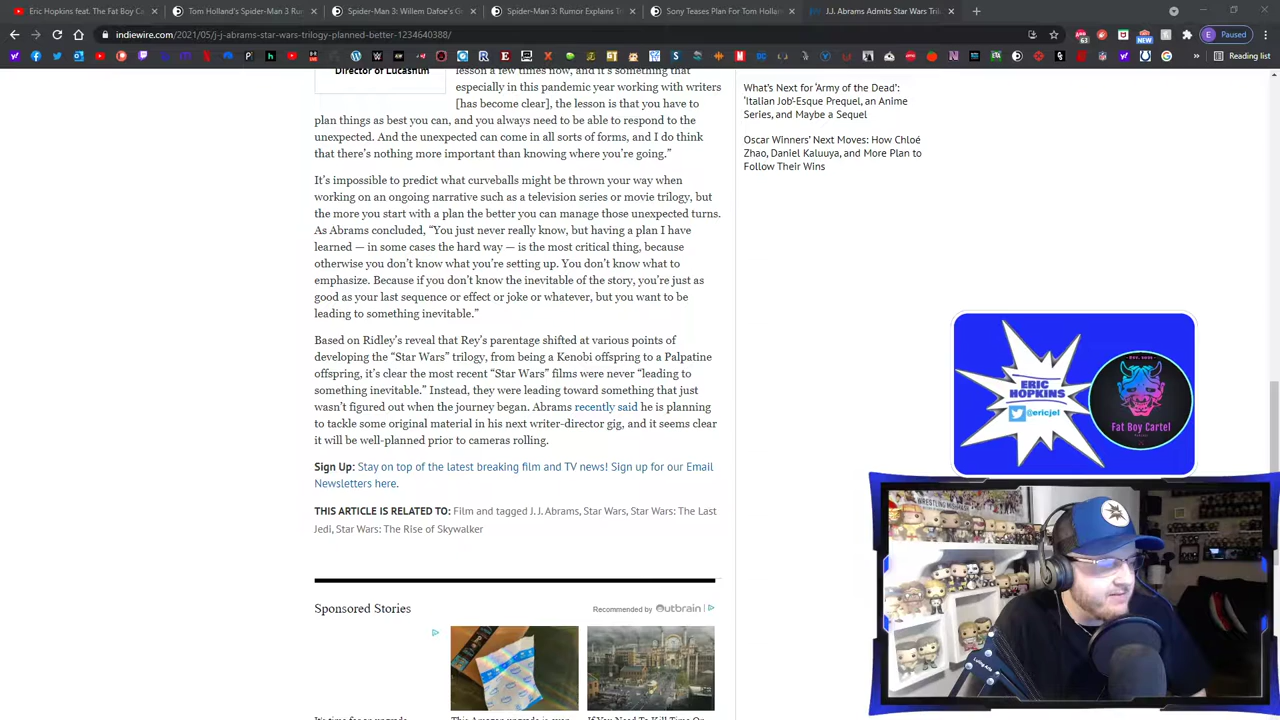 Eric Hopkins feat. The Fat Boy Ca
Tom Holland's Spider-Man 3 Rum
Spider-Man 3: Willem Dafoe's G
Spider-Man 3: Rumor Explains Tr
Sony Teases Plan For Tom Hollan
J.J. Abrams Admits Star Wars Tril
indiewire.com/2021/05/j-j-abrams-star-wars-trilogy-planned-better-1234640388/
63
NEW
E Paused
Reading list
Director of Lucasfilm
lesson a few times now, and it's something that
especially in this pandemic year working with writers
[has become clear], the lesson is that you have to
plan things as best you can, and you always need to be able to respond to the
unexpected. And the unexpected can come in all sorts of forms, and I do think
that there's nothing more important than knowing where you're going.”
It's impossible to predict what curveballs might be thrown your way when
working on an ongoing narrative such as a television series or movie trilogy, but
the more you start with a plan the better you can manage those unexpected turns.
As Abrams concluded, “You just never really know, but having a plan I have
learned — in some cases the hard way — is the most critical thing, because
otherwise you don't know what you're setting up. You don't know what to
emphasize. Because if you don't know the inevitable of the story, you're just as
good as your last sequence or effect or joke or whatever, but you want to be
leading to something inevitable.”
Based on Ridley's reveal that Rey's parentage shifted at various points of
developing the “Star Wars” trilogy, from being a Kenobi offspring to a Palpatine
offspring, it's clear the most recent “Star Wars” films were never “leading to
something inevitable.” Instead, they were leading toward something that just
wasn't figured out when the journey began. Abrams recently said he is planning
to create some original material in his next writer-director gig, and it seems clear
it will be well-planned prior to cameras rolling.
Sign Up: Stay on top of the latest breaking film and TV news! Sign up for our Email
Newsletters here.
THIS ARTICLE IS RELATED TO: Film and tagged J. J. Abrams, Star Wars, Star Wars: The Last
Jedi, Star Wars: The Rise of Skywalker
Sponsored Stories
Recommended by Outbrain
What's Next for 'Army of the Dead':
'Italian Job'-Esque Prequel, an Anime
Series, and Maybe a Sequel
Oscar Winners' Next Moves: How Chloé
Zhao, Daniel Kaluuya, and More Plan to
Follow Their Wins
ERIC
HOPKINS
@ericjel
Fat Boy Cartel